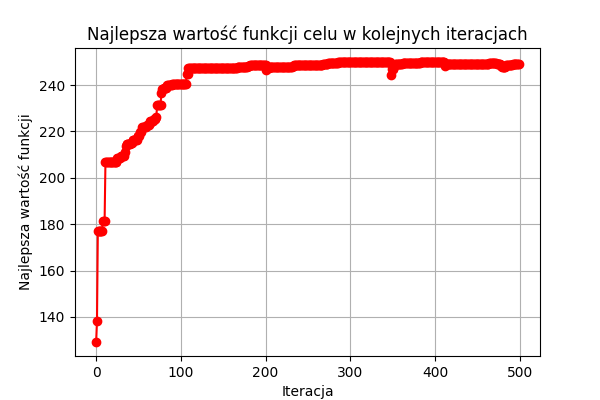 Najlepsza wartość funkcji celu w kolejnych iteracjach
Najlepsza wartość funkcji
240
220
200
180
160
140
0 100 200 300 400 500
Iteracja